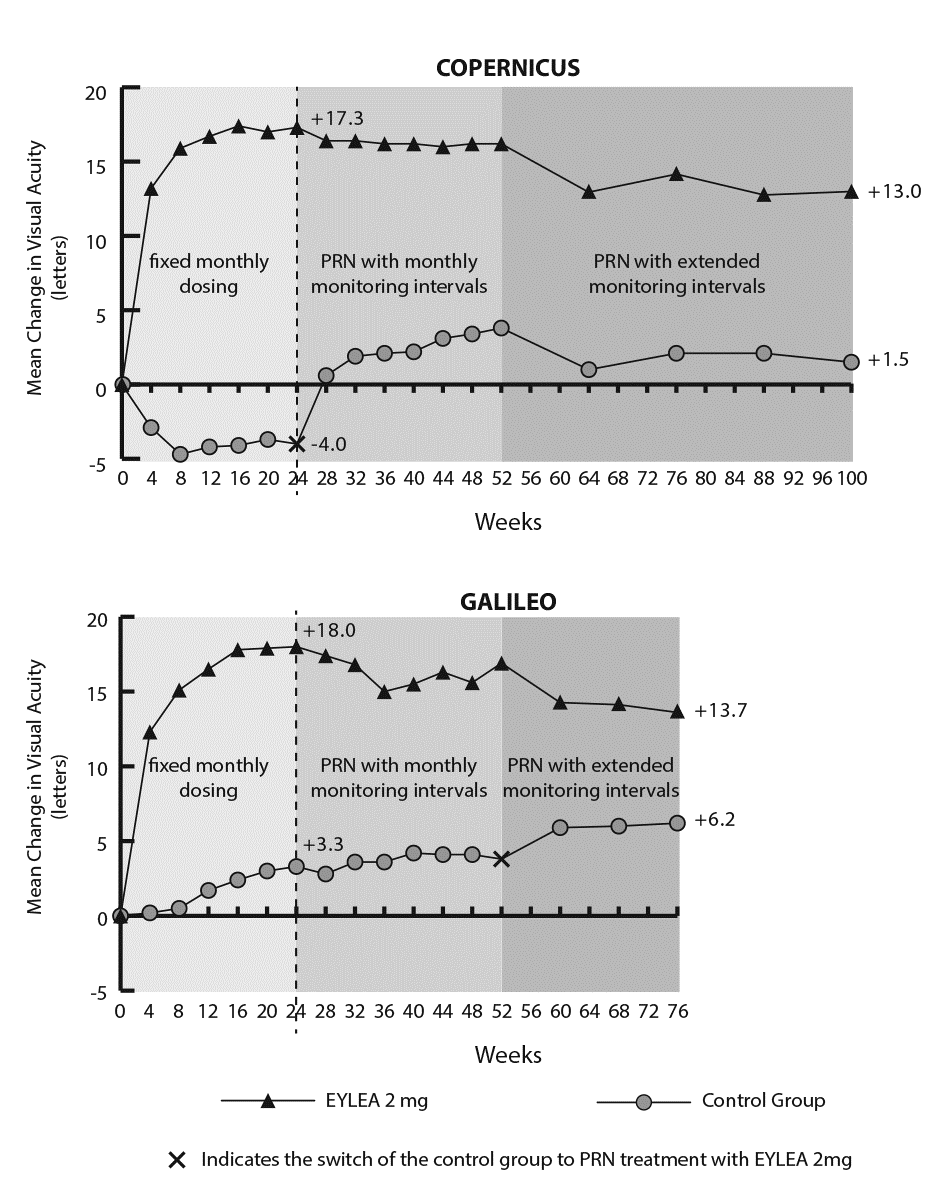 COPERNICUS
Mean Change in Visual Acuity
(letters)
20
15
10
5
0
-5
+17.3
+13.0
fixed monthly
dosing
PRN with monthly
monitoring intervals
PRN with extended
monitoring intervals
+1.5
-4.0
0 4 8 12 16 20 24 28 32 36 40 44 48 52 56 60 64 68 72 76 80 84 88 92 96 100
Weeks
GALILEO
Mean Change in Visual Acuity
(letters)
20
15
10
5
0
-5
+18.0
+13.7
fixed monthly
dosing
PRN with monthly
monitoring intervals
PRN with extended
monitoring intervals
+3.3
+6.2
0 4 8 12 16 20 24 28 32 36 40 44 48 52 56 60 64 68 72 76
Weeks
EYLEA 2 mg
Control Group
Indicates the switch of the control group to PRN treatment with EYLEA 2mg